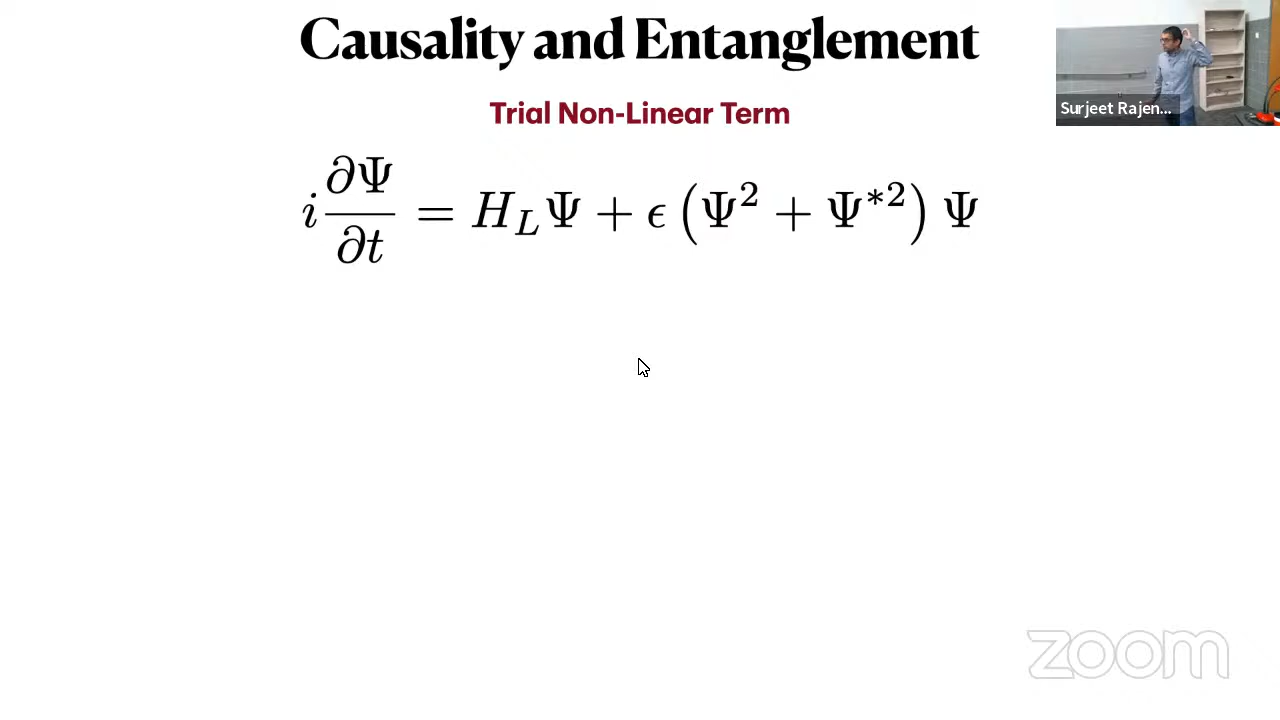 Causality and Entanglement
Surjeet Rajen...
Trial Non-Linear Term
i ∂Ψ/∂t = H_L Ψ + ϵ (Ψ² + Ψ*²) Ψ
zoom